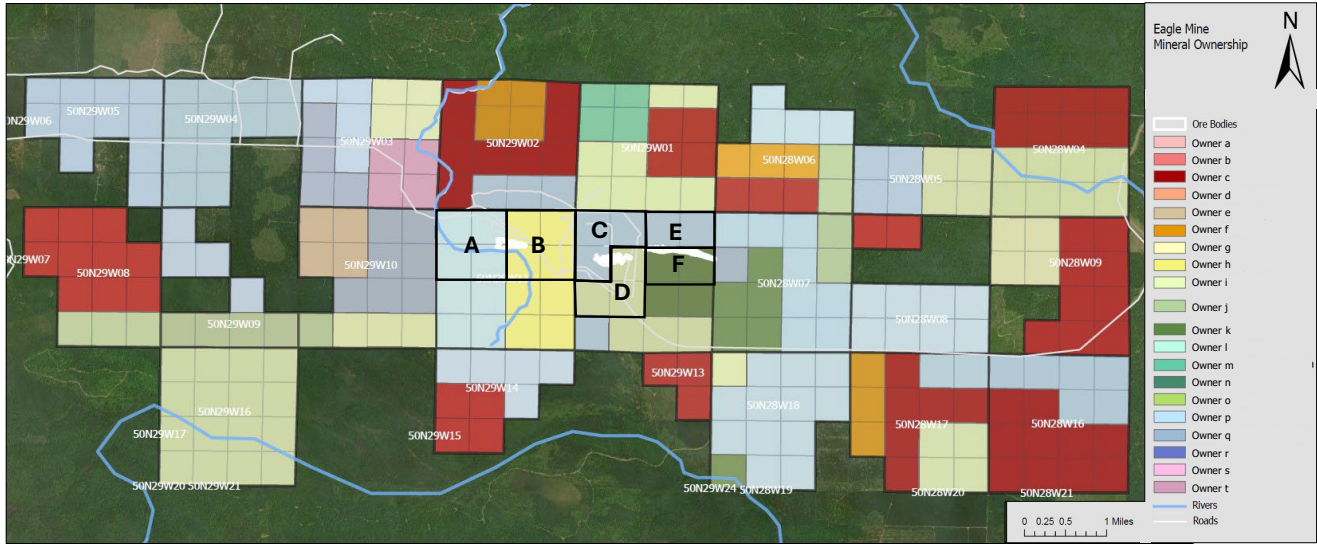 Eagle Mine
Mineral Ownership
N
Ore Bodies
Owner a
Owner b
Owner c
Owner d
Owner e
Owner f
Owner g
Owner h
Owner i
Owner j
Owner k
Owner l
Owner m
Owner n
Owner o
Owner p
Owner q
Owner r
Owner s
Owner t
Rivers
Roads
0 0.25 0.5 1 Miles
50N29W06
50N29W05
50N29W04
50N29W03
50N29W02
50N29W01
50N28W06
50N28W05
50N28W04
A
B
C
D
E
F
50N29W07
50N29W08
50N29W09
50N29W10
50N28W07
50N28W08
50N28W09
50N29W14
50N29W13
50N29W15
50N29W16
50N29W17
50N28W18
50N28W17
50N28W16
50N29W20
50N29W21
50N29W24
50N28W19
50N28W20
50N28W21